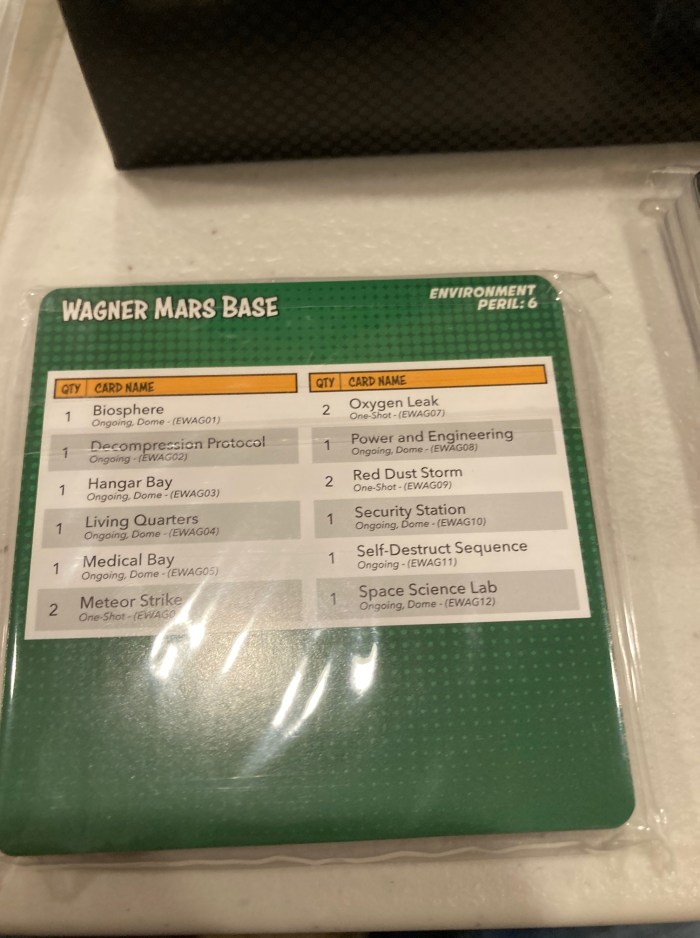 WAGNER MARS BASE
ENVIRONMENT
PERIL: 6
QTY CARD NAME
1 Biosphere
Ongoing, Dome - (EWAG01)
1 Decompression Protocol
Ongoing - (EWAG02)
1 Hangar Bay
Ongoing, Dome - (EWAG03)
1 Living Quarters
Ongoing, Dome - (EWAG04)
1 Medical Bay
Ongoing, Dome - (EWAG05)
2 Meteor Strike
One-Shot -
QTY CARD NAME
2 Oxygen Leak
One-Shot - (EWAG07)
1 Power and Engineering
Ongoing, Dome - (EWAG08)
2 Red Dust Storm
One-Shot - (EWAG09)
1 Security Station
Ongoing, Dome - (EWAG10)
1 Self-Destruct Sequence
Ongoing - (EWAG11)
1 Space Science Lab
Ongoing, Dome - (EWAG12)